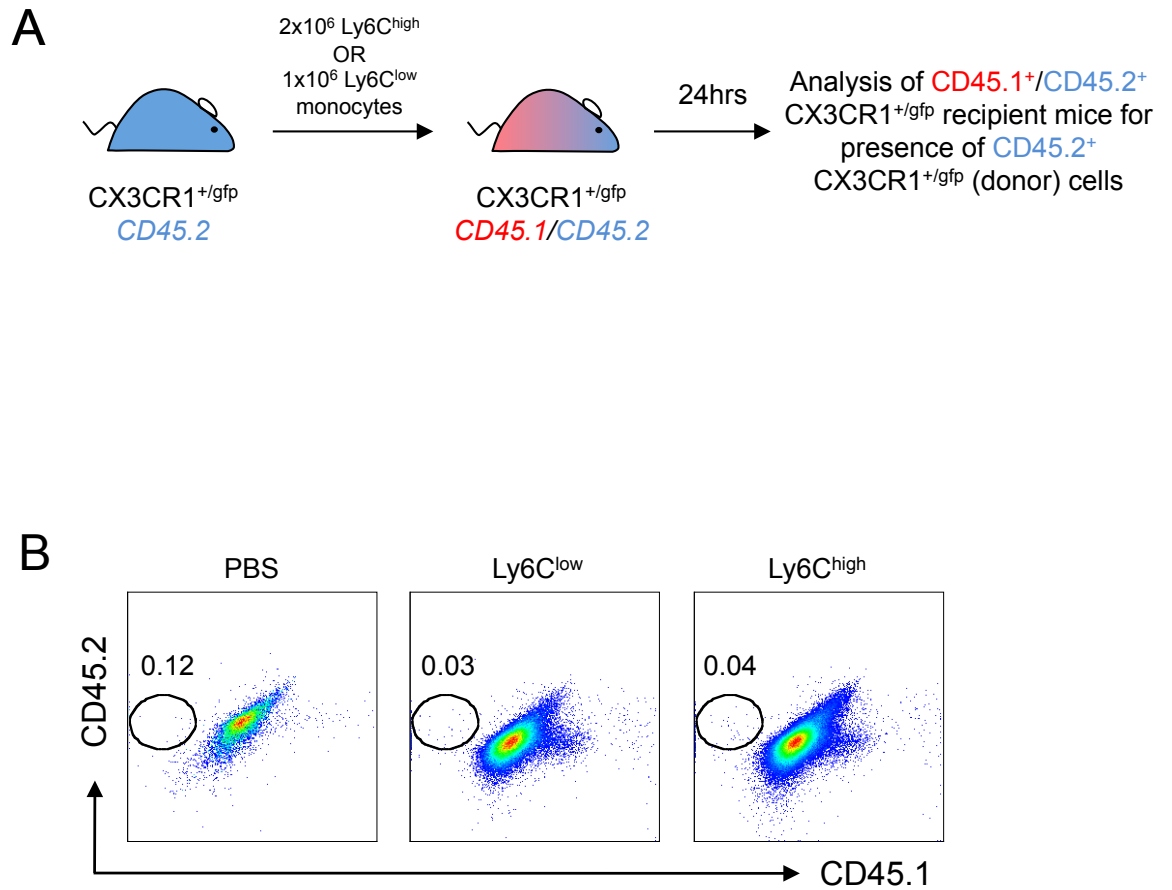 A
2x10⁶ Ly6Cʰⁱᵍʰ
OR
1x10⁶ Ly6Cˡᵒʷ
monocytes
24hrs
Analysis of CD45.1⁺/CD45.2⁺
CX3CR1⁺/ᵍᶠᵖ recipient mice for
presence of CD45.2⁺
CX3CR1⁺/ᵍᶠᵖ (donor) cells
CX3CR1⁺/ᵍᶠᵖ
CD45.2
CX3CR1⁺/ᵍᶠᵖ
CD45.1/CD45.2
B
PBS
Ly6Cˡᵒʷ
Ly6Cʰⁱᵍʰ
0.12
0.03
0.04
CD45.2
CD45.1